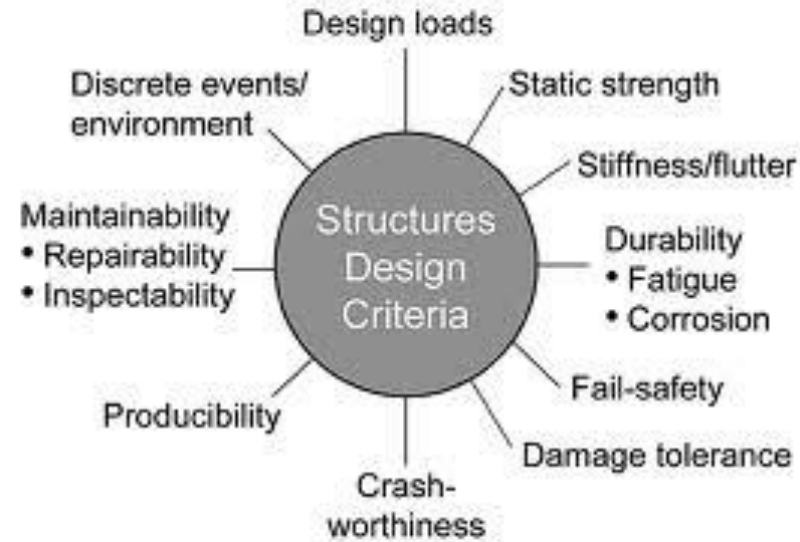 Design loads
Static strength
Stiffness/flutter
Durability
• Fatigue
• Corrosion
Fail-safety
Damage tolerance
Crash-
worthiness
Producibility
Maintainability
• Repairability
• Inspectability
Discrete events/
environment
Structures
Design
Criteria